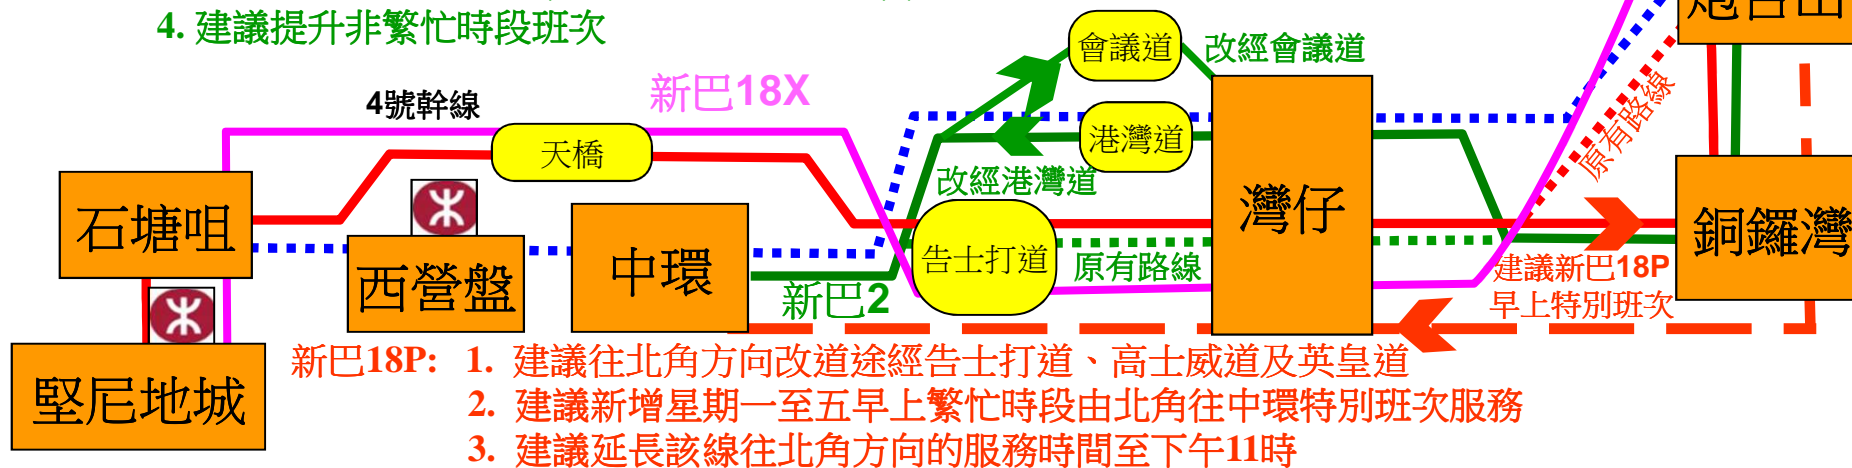 4. 建議提升非繁忙時段班次
炮台山
會議道
改經會議道
新巴18X
4號幹線
原有路線
天橋
港灣道
改經港灣道
石塘咀
灣仔
銅鑼灣
西營盤
中環
告士打道
原有路線
建議新巴18P
早上特別班次
新巴2
堅尼地城
新巴18P: 1. 建議往北角方向改道途經告士打道、高士威道及英皇道
2. 建議新增星期一至五早上繁忙時段由北角往中環特別班次服務
3. 建議延長該線往北角方向的服務時間至下午11時